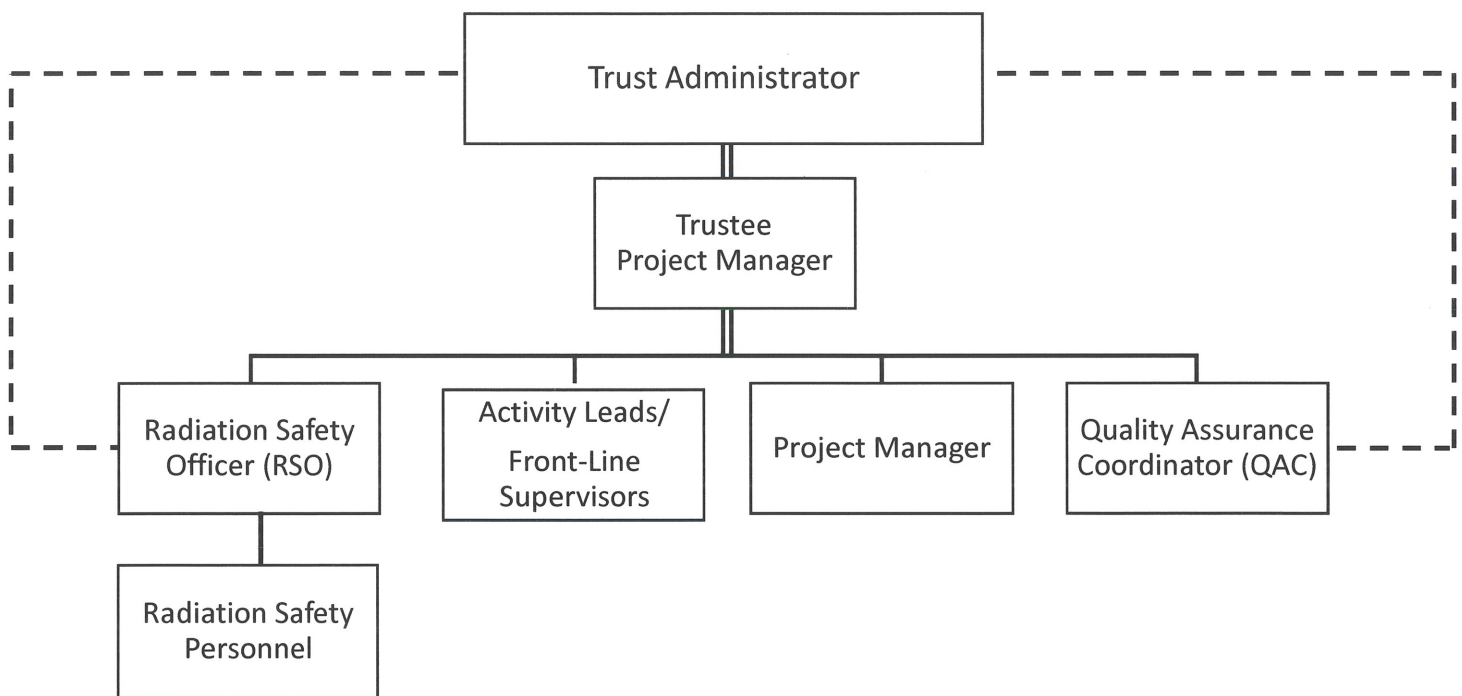 Trust Administrator
Trustee
Project Manager
Radiation Safety
Officer (RSO)
Activity Leads/
Front-Line
Supervisors
Project Manager
Quality Assurance
Coordinator (QAC)
Radiation Safety
Personnel